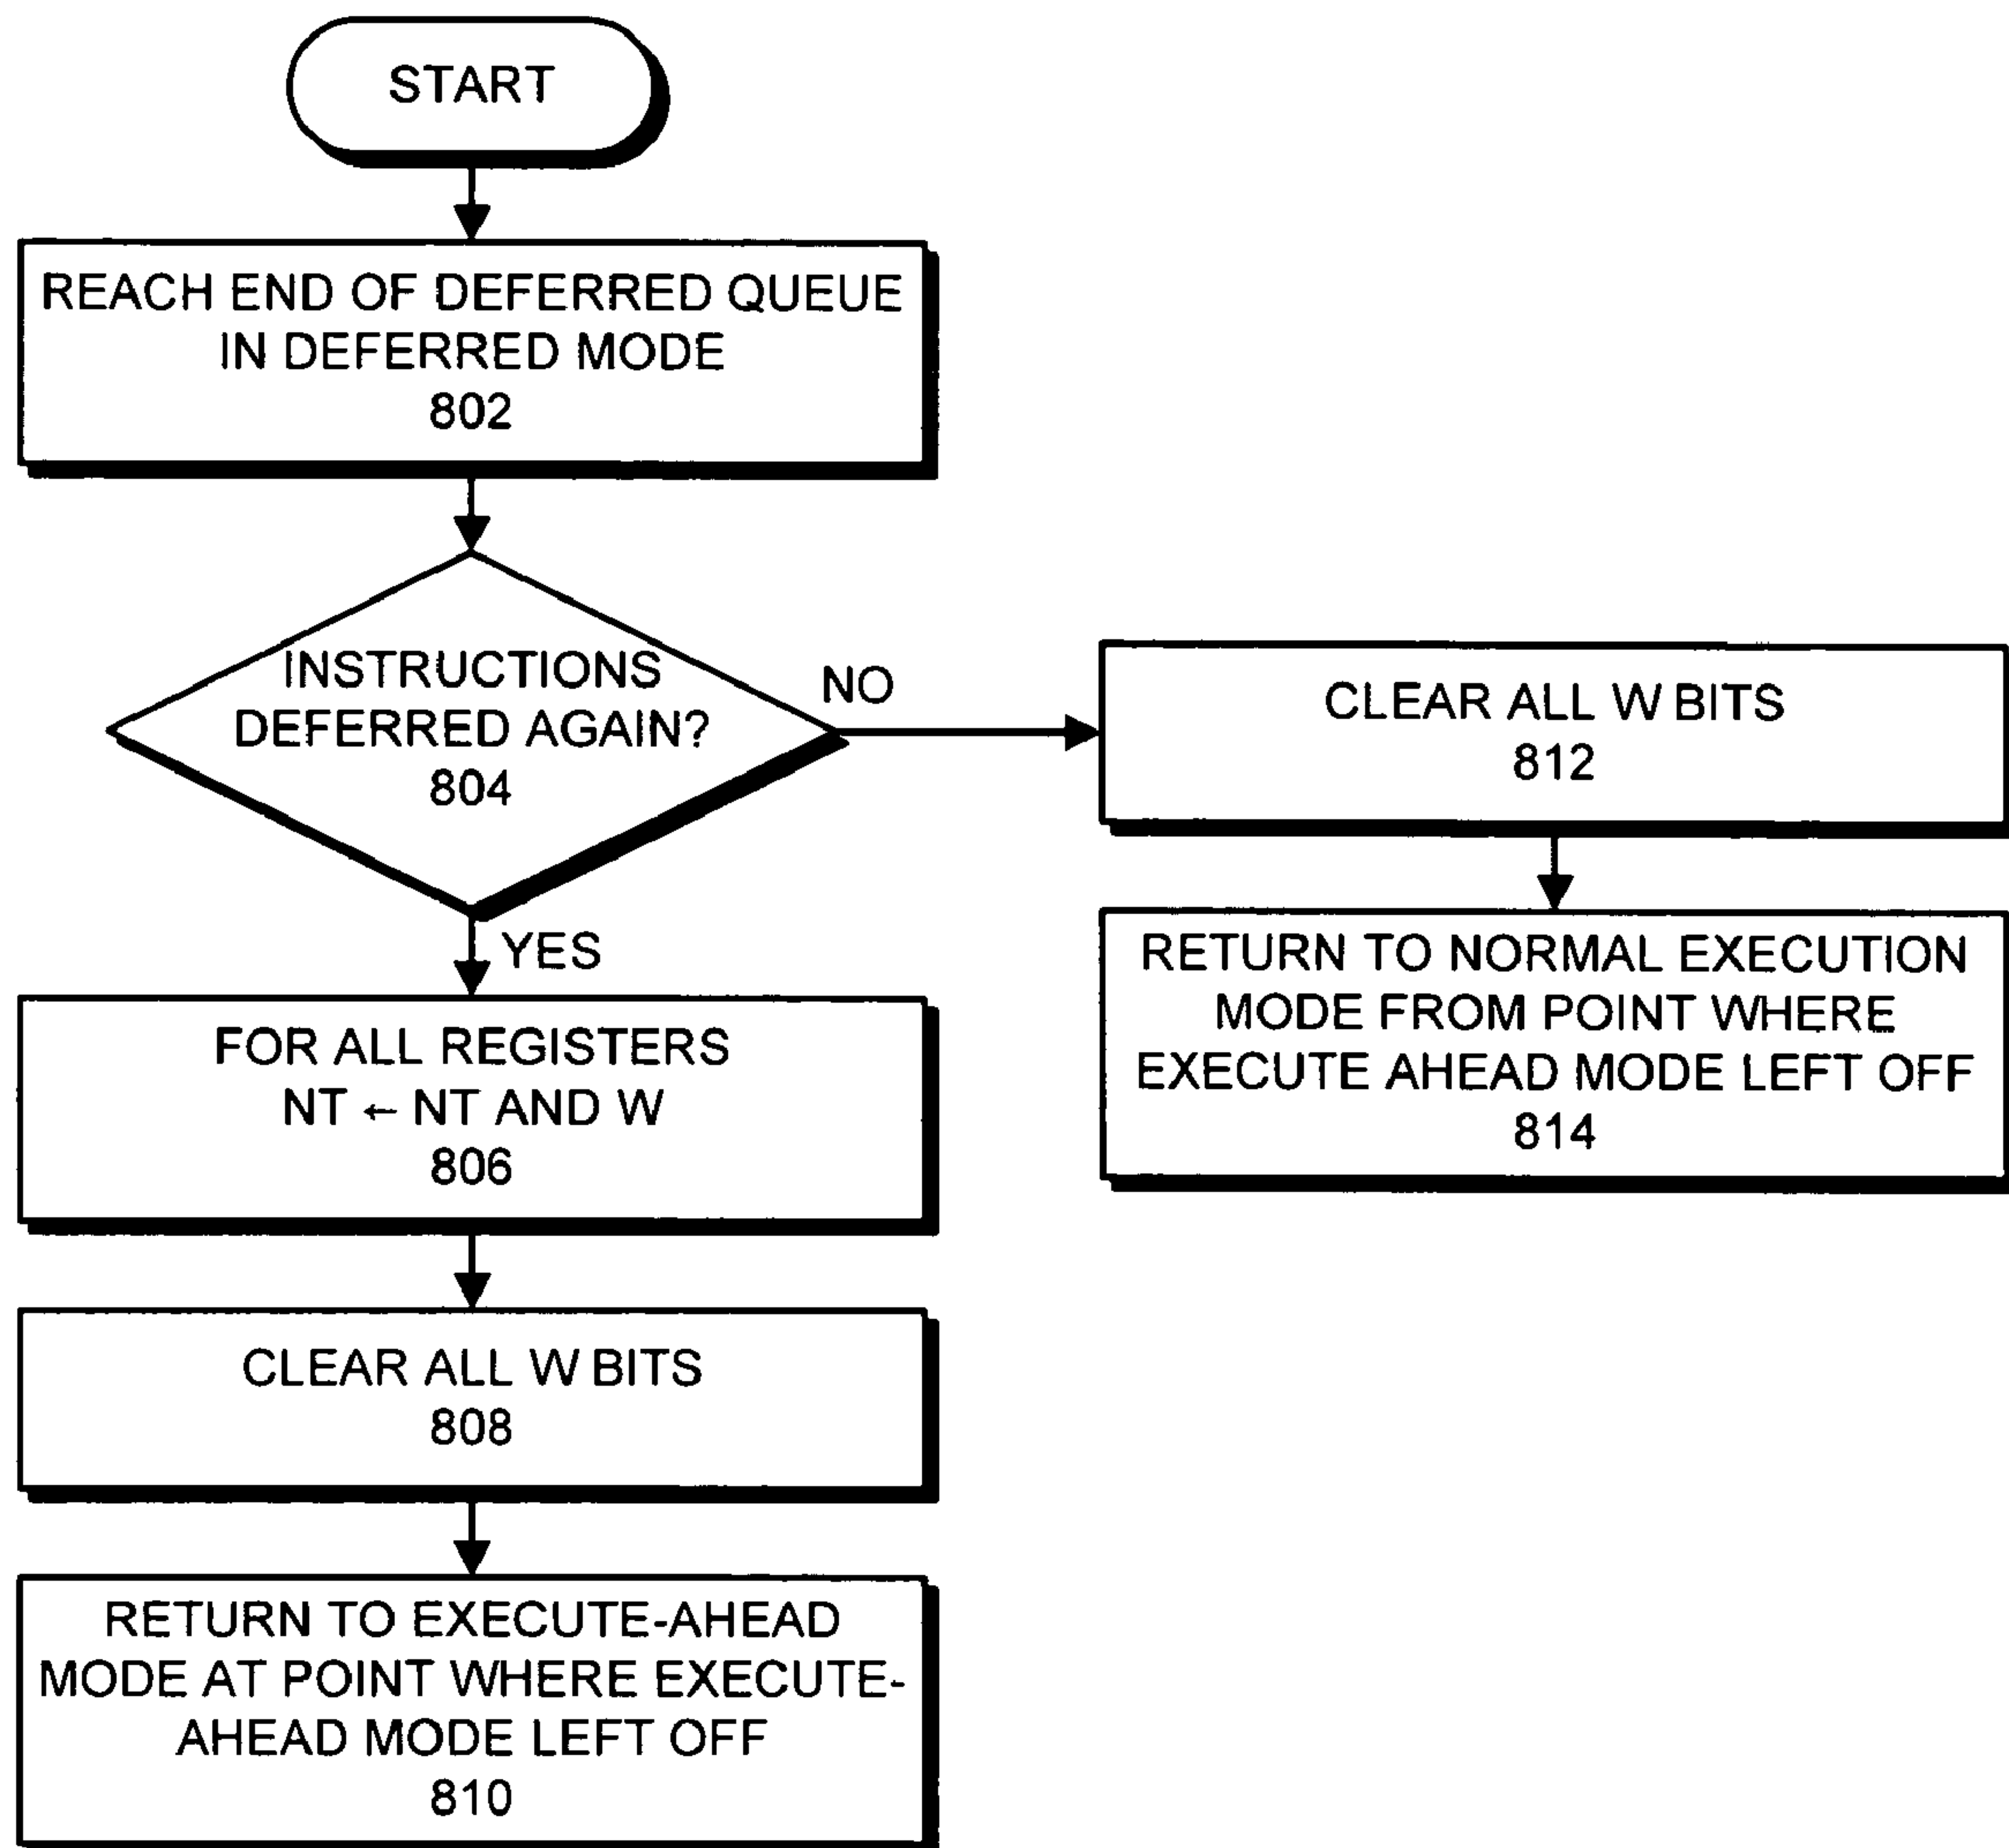 START
REACH END OF DEFERRED QUEUE
IN DEFERRED MODE
802
INSTRUCTIONS
DEFERRED AGAIN?
804
NO
YES
CLEAR ALL W BITS
812
RETURN TO NORMAL EXECUTION
MODE FROM POINT WHERE
EXECUTE AHEAD MODE LEFT OFF
814
FOR ALL REGISTERS
NT ← NT AND W
806
CLEAR ALL W BITS
808
RETURN TO EXECUTE-AHEAD
MODE AT POINT WHERE EXECUTE-
AHEAD MODE LEFT OFF
810